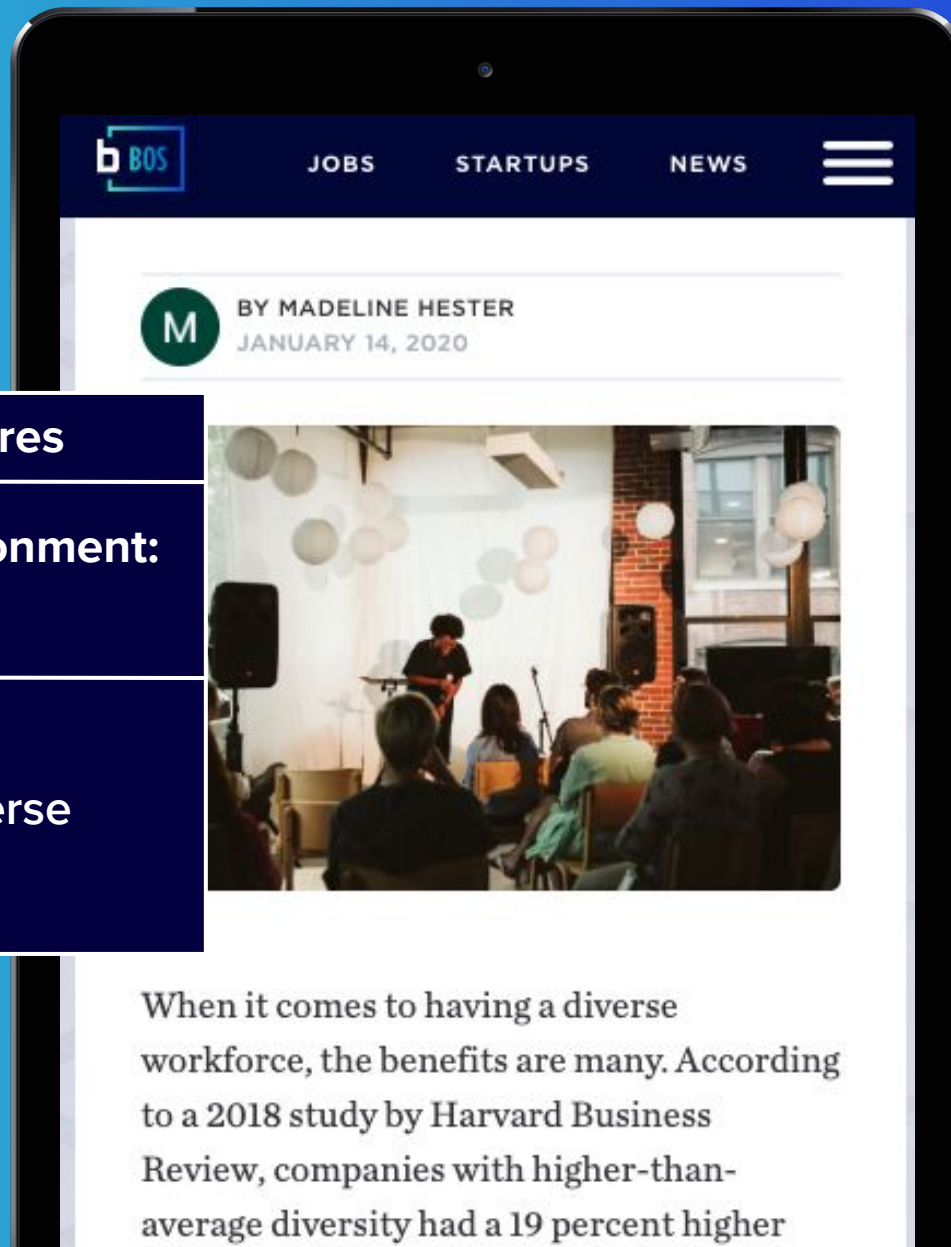 b BOS
JOBS
STARTUPS
NEWS
M
BY MADELINE HESTER
JANUARY 14, 2020
res
onment:
erse
When it comes to having a diverse
workforce, the benefits are many. According
to a 2018 study by Harvard Business
Review, companies with higher-than-
average diversity had a 19 percent higher